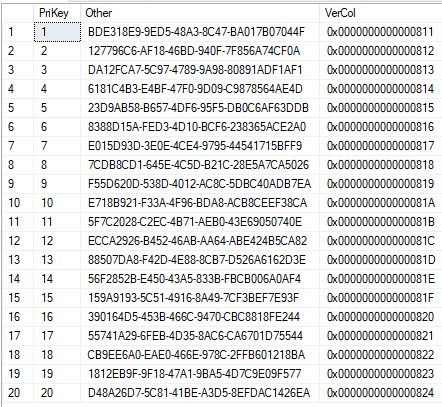 PriKey Other VerCol
1 1 BDE318E9-9ED5-48A3-8C47-BA017B07044F 0x0000000000000811
2 2 127796C6-AF18-46BD-940F-7F856A74CF0A 0x0000000000000812
3 3 DA12FCA7-5C97-4789-9A98-80891ADF1AF1 0x0000000000000813
4 4 6181C4B3-E4BF-47F0-9D09-C9878564AE4D 0x0000000000000814
5 5 23D9AB58-B657-4DF6-95F5-DB0C6AF63DDB 0x0000000000000815
6 6 8388D15A-FED3-4D10-BCF6-238365ACE2A0 0x0000000000000816
7 7 E015D93D-3E0E-4CE4-9795-44541715BFF9 0x0000000000000817
8 8 7CDB8CD1-645E-4C5D-B21C-28E5A7CA5026 0x0000000000000818
9 9 F55D620D-538D-4012-AC8C-5DBC40ADB7EA 0x0000000000000819
10 10 E718B921-F33A-4F96-BDA8-ACB8CEEF38CA 0x000000000000081A
11 11 5F7C2028-C2EC-4B71-AEB0-43E69050740E 0x000000000000081B
12 12 ECCA2926-B452-46AB-AA64-ABE424B5CA82 0x000000000000081C
13 13 88507DA8-F42D-4E88-8CB7-D526A6162D3E 0x000000000000081D
14 14 56F2852B-E450-43A5-833B-FBCB006A0AF4 0x000000000000081E
15 15 159A9193-5C51-4916-8A49-7CF3BEF7E93F 0x000000000000081F
16 16 390164D5-453B-466C-9470-CBC8818FE244 0x0000000000000820
17 17 55741A29-6FEB-4D35-8AC6-CA6701D75544 0x0000000000000821
18 18 CB9EE6A0-EAE0-466E-978C-2FFB601218BA 0x0000000000000822
19 19 1812EB9F-9F18-47A1-9BA5-4D7C9E09F577 0x0000000000000823
20 20 D48A26D7-5C81-41BE-A3D5-8EFDAC1426EA 0x0000000000000824